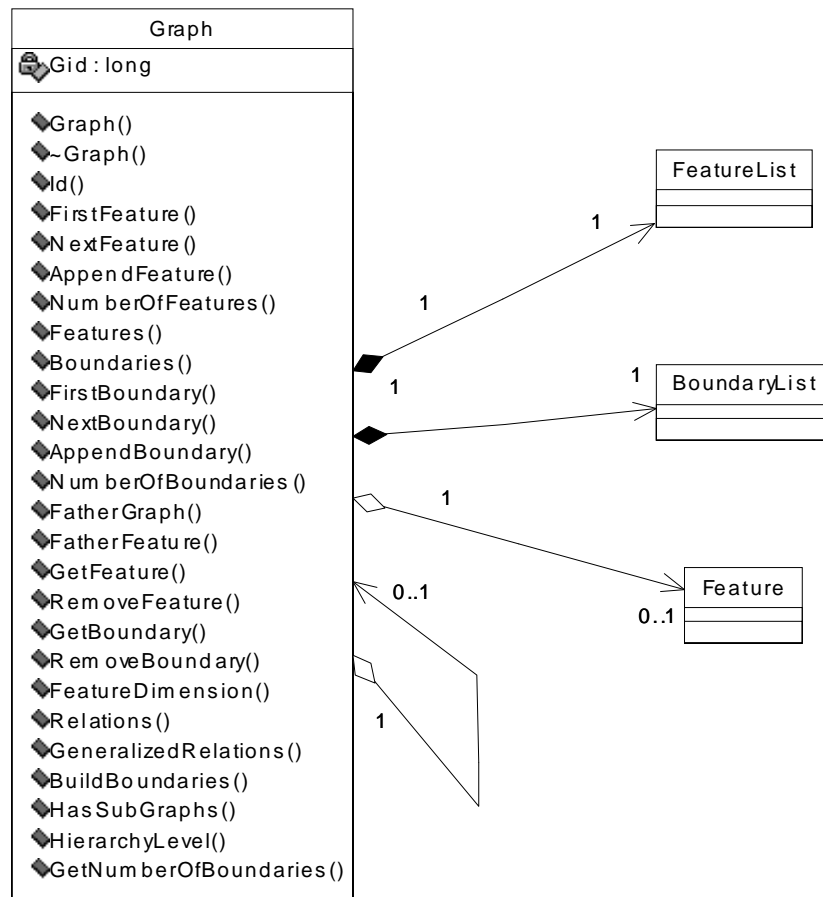 Graph
Gid : long
Graph()
~Graph()
Id()
FirstFeature()
NextFeature()
AppendFeature()
NumberOfFeatures()
Features()
Boundaries()
FirstBoundary()
NextBoundary()
AppendBoundary()
NumberOfBoundaries()
FatherGraph()
FatherFeature()
GetFeature()
RemoveFeature()
GetBoundary()
RemoveBoundary()
FeatureDimension()
Relations()
GeneralizedRelations()
BuildBoundaries()
HasSubGraphs()
HierarchyLevel()
GetNumberOfBoundaries()
FeatureList
1
1
BoundaryList
1
1
1
Feature
0..1
0..1
1